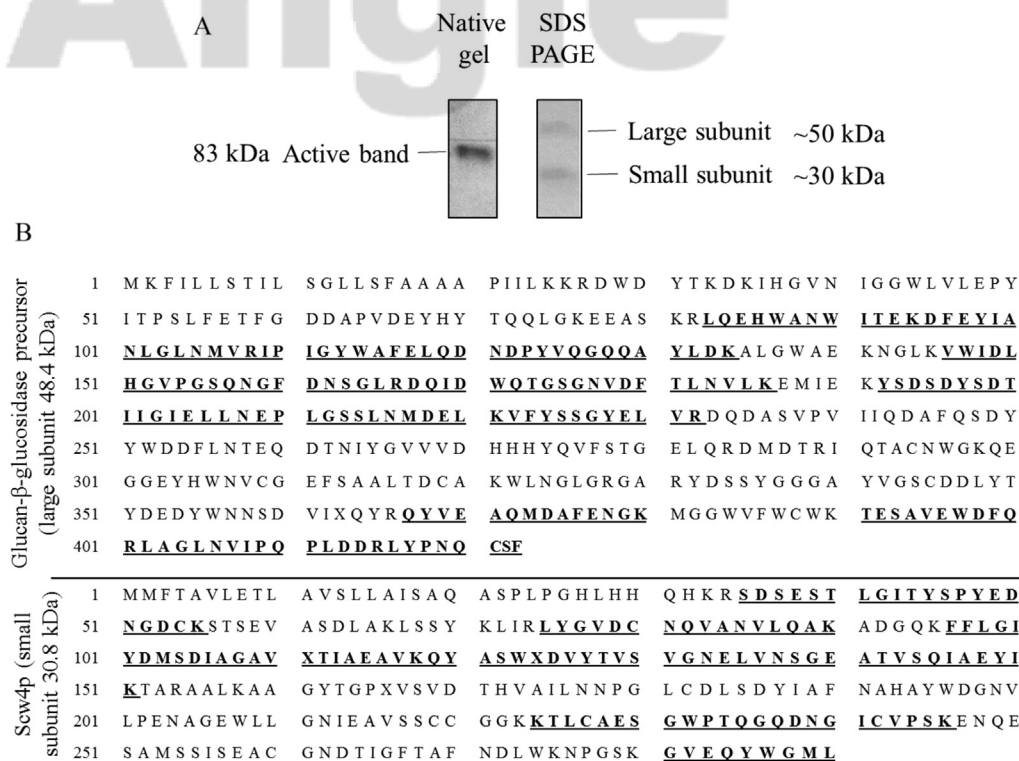 Angle
A
Native gel
SDS PAGE
83 kDa Active band
Large subunit ~50 kDa
Small subunit ~30 kDa
B
Glucan-β-glucosidase precursor (large subunit 48.4 kDa)
1 MKFILLSTIL SGLLSFAAAA PIILKKRDWD YTKDKIHGVN IGGWLVLEPY
51 ITPSLFETFG DDAPVDEYHY TQQLGKEEAS KRLQEHWANW ITEKDFEYIA
101 NLGLNMVRIP IGYWAFELQD NDPYVQGQQA YLDKALGWAE KNGLKVWIDL
151 HGVPGSQNGF DNSGLRDQID WQTGSGNVDF TLNVLKEMIE KYSDSDYSDT
201 IIGIELLNEP LGSSLNMDEL KVFYSSGYEL VRDQDASVPV IIQDAFQSDY
251 YWDDFLNTEQ DTNIYGVVVD HHHYQVFSTG ELQRDMDTRI QTACNWGKQE
301 GGEYHWNVCG EFSAALTDCA KWLNGLGRGA RYDSSYGGGA YVGSCDDLYT
351 YDEDYWNNSD VIXQYRQYVE AQMDAFENGK MGGWVFWCWK TESAVEWDFQ
401 RLAGLNVIPQ PLDDRLYPNQ CSF
Scw4p (small subunit 30.8 kDa)
1 MMFTAVLETL AVSLLAISAQ ASPLPGHLHH QHKRSDSEST LGITYSPYED
51 NGDCKSTSEV ASDLAKLSSY KLIRLYGVDC NQVANVLQAK ADGQKFFLGI
101 YDMSDIAGAV XTIAEAVKQY ASWXDVYTVS VGNELVNSGE ATVSQIAEYI
151 KTARAALKAA GYTGPXVSVD THVAILNNPG LCDLSDYIAF NAHAYWDGNV
201 LPENAGEWLL GNIEAVSSCC GGKKTLCAES GWPTQGQDNG ICVPSKENQE
251 SAMSSISEAC GNDTIGFTAF NDLWKNPGSK GVEQYWGML